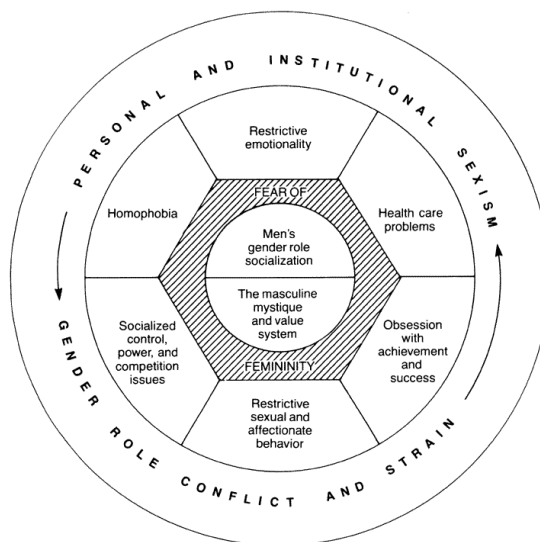 PERSONAL AND INSTITUTIONAL SEXISM
Restrictive
emotionality
FEAR OF
Homophobia
Health care
problems
Men's
gender role
socialization
The masculine
mystique
and value
system
Socialized
control,
power, and
competition
issues
Obsession
with
achievement
and
success
FEMININITY
Restrictive
sexual and
affectionate
behavior
GENDER ROLE CONFLICT AND STRAIN